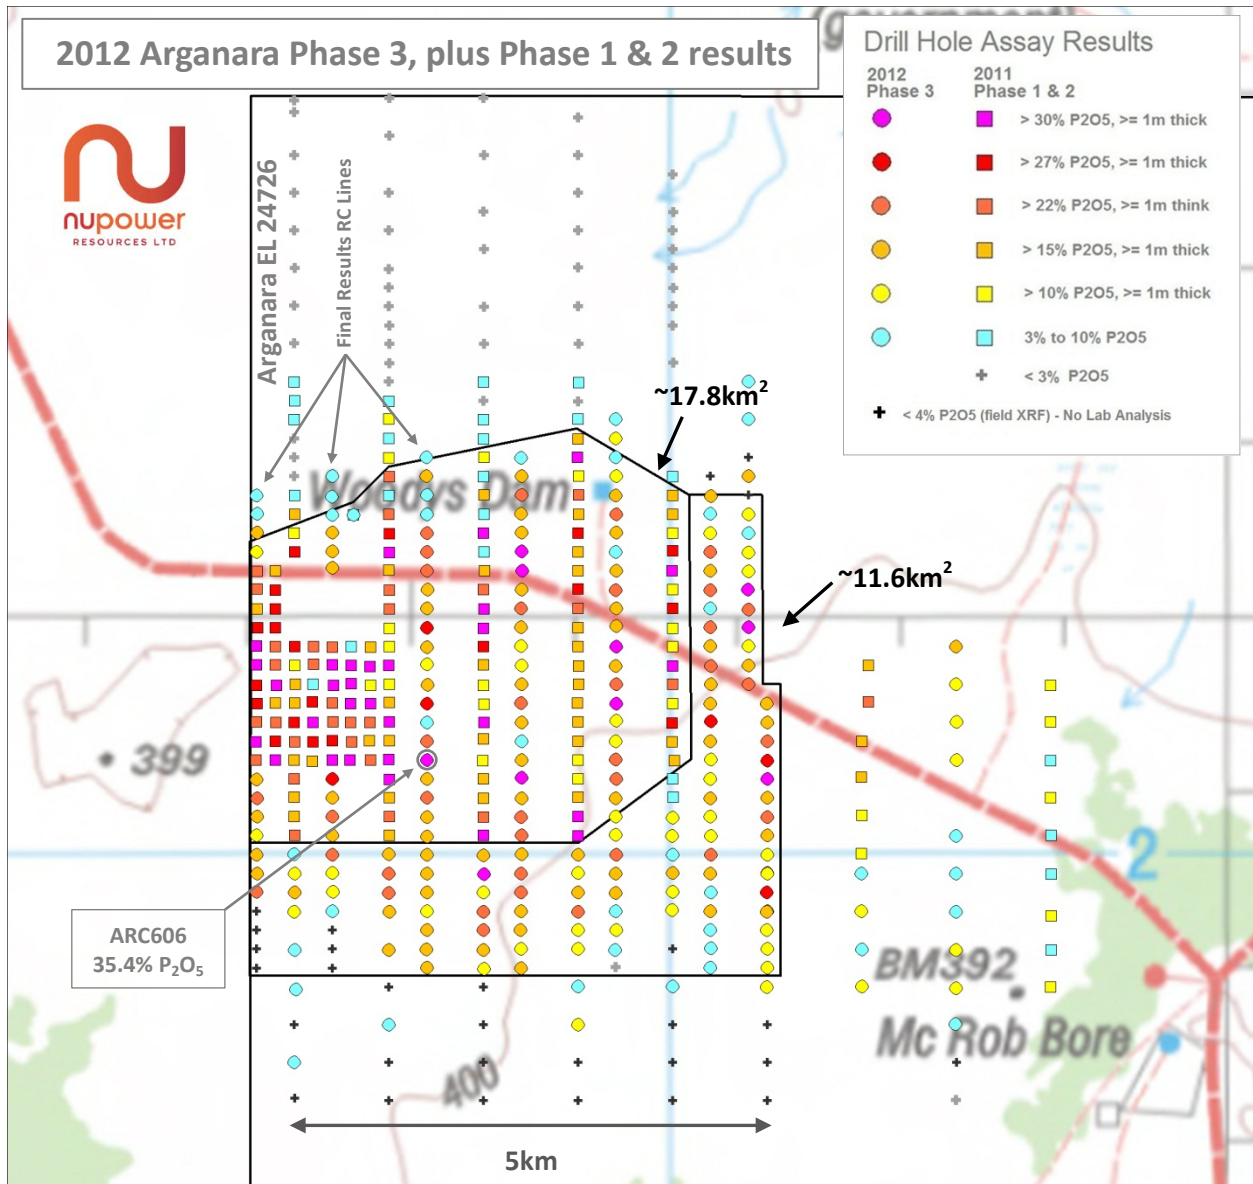 (government)
2012 Arganara Phase 3, plus Phase 1 & 2 results
Drill Hole Assay Results
2012 Phase 3
2011 Phase 1 & 2
> 30% P2O5, >= 1m thick
> 27% P2O5, >= 1m thick
> 22% P2O5, >= 1m think
> 15% P2O5, >= 1m thick
> 10% P2O5, >= 1m thick
3% to 10% P2O5
< 3% P2O5
< 4% P2O5 (field XRF) - No Lab Analysis
nupower
RESOURCES LTD
Arganara EL 24726
Final Results RC Lines
~17.8km²
Woodys Dam
~11.6km²
399
2
ARC606
35.4% P₂O₅
BM392
Mc Rob Bore
400
5km